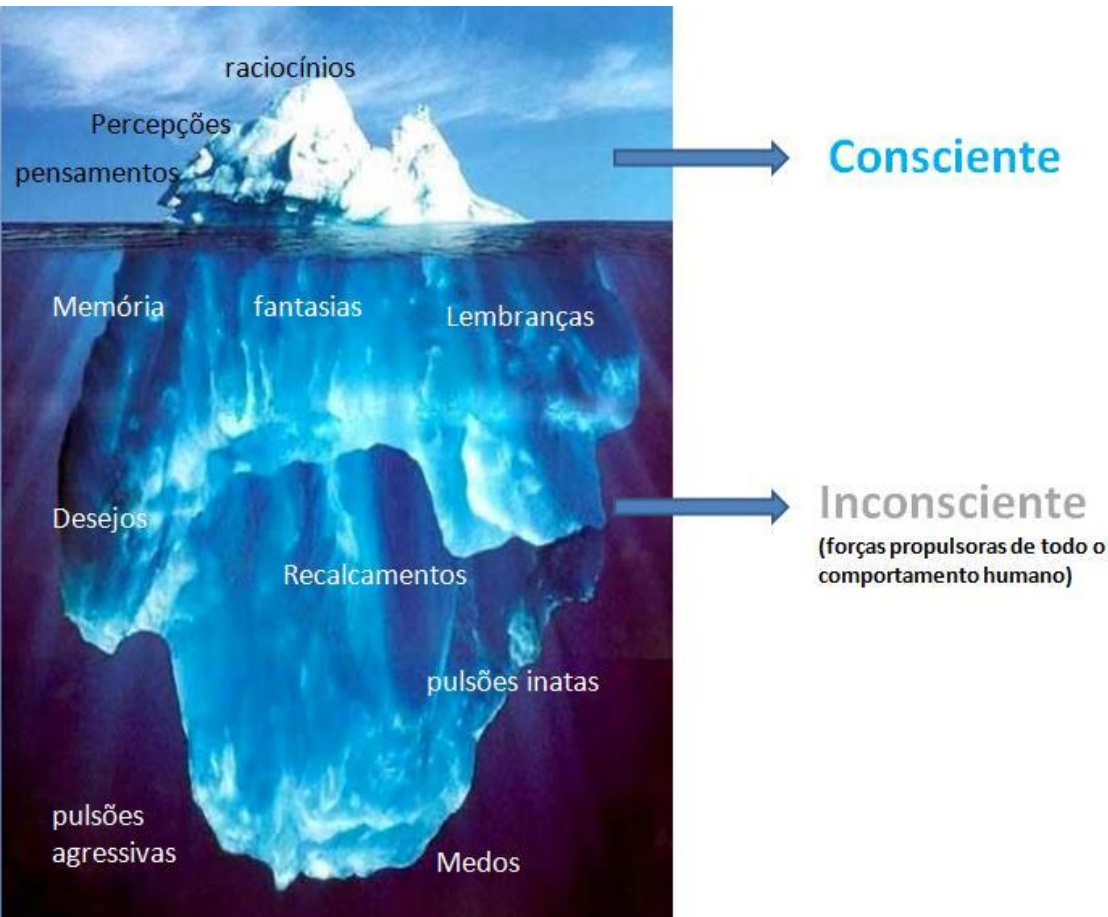 raciocínios
Percepções
pensamentos
Consciente
Memória
fantasias
Lembranças
Desejos
Inconsciente
(forças propulsoras de todo o
comportamento humano)
Recalcamentos
pulsões inatas
pulsões
agressivas
Medos